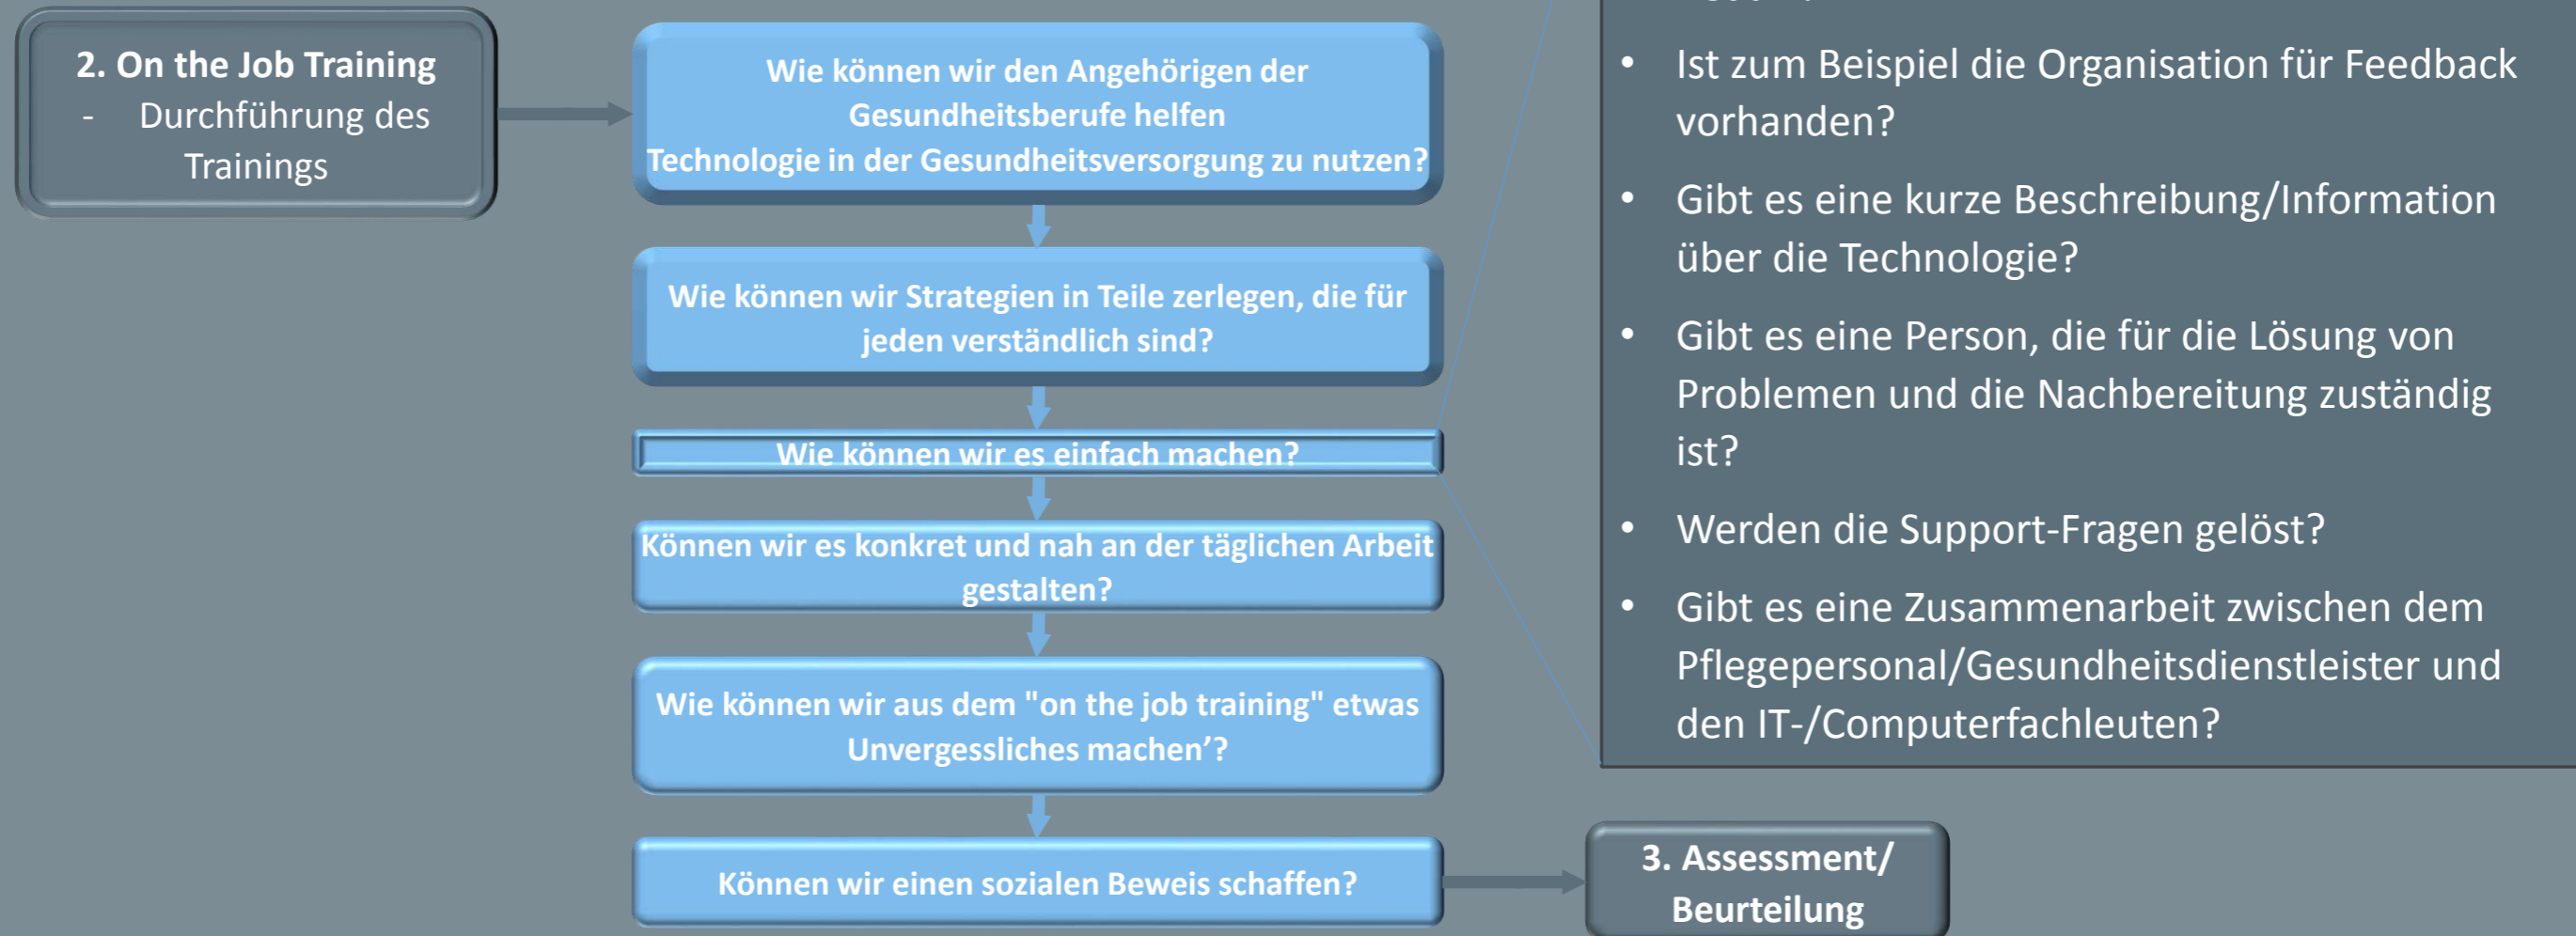 2. On the Job Training
- Durchführung des
Trainings
Wie können wir den Angehörigen der
Gesundheitsberufe helfen
Technologie in der Gesundheitsversorgung zu nutzen?
Wie können wir Strategien in Teile zerlegen, die für
jeden verständlich sind?
Wie können wir es einfach machen?
Können wir es konkret und nah an der täglichen Arbeit
gestalten?
Wie können wir aus dem "on the job training" etwas
Unvergessliches machen’?
Können wir einen sozialen Beweis schaffen?
• Ist zum Beispiel die Organisation für Feedback
vorhanden?
• Gibt es eine kurze Beschreibung/Information
über die Technologie?
• Gibt es eine Person, die für die Lösung von
Problemen und die Nachbereitung zuständig
ist?
• Werden die Support-Fragen gelöst?
• Gibt es eine Zusammenarbeit zwischen dem
Pflegepersonal/Gesundheitsdienstleister und
den IT-/Computerfachleuten?
3. Assessment/
Beurteilung